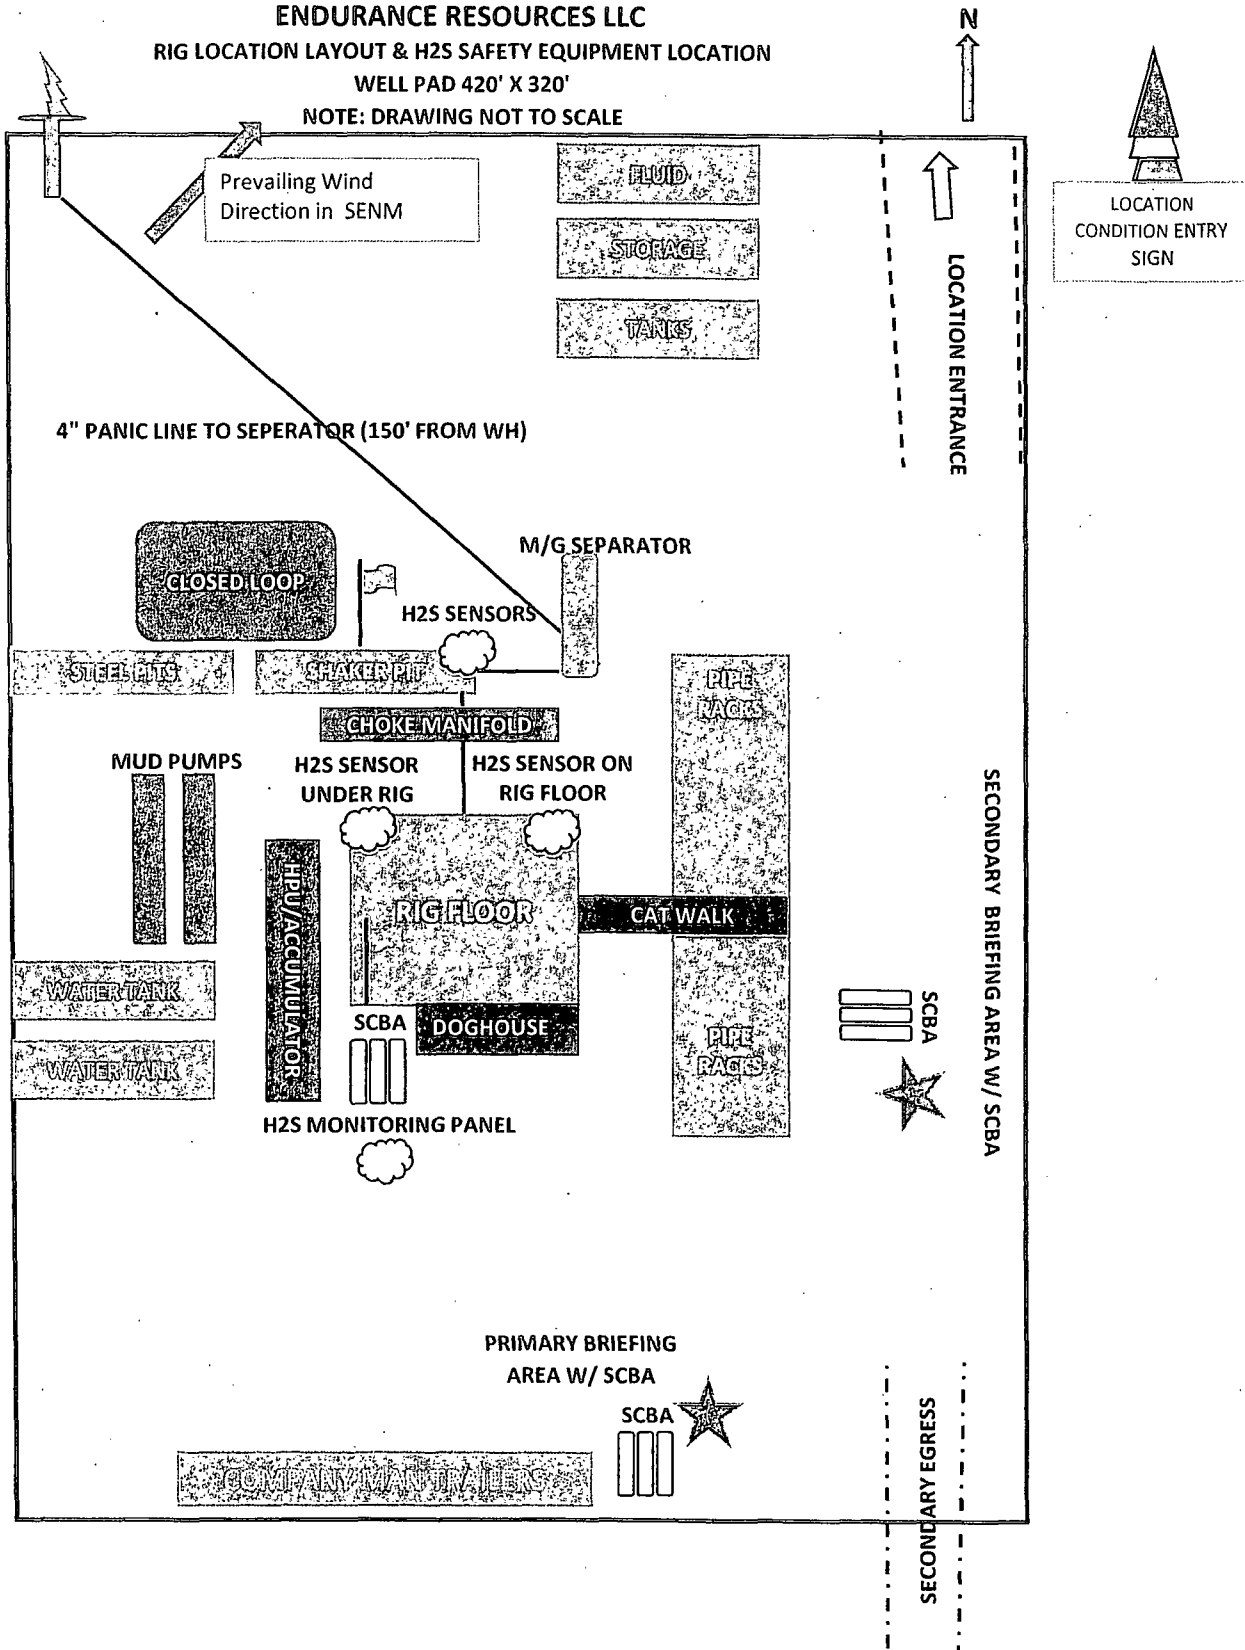 ENDURANCE RESOURCES LLC
RIG LOCATION LAYOUT & H2S SAFETY EQUIPMENT LOCATION
WELL PAD 420' X 320'
NOTE: DRAWING NOT TO SCALE
N
Prevailing Wind
Direction in SENM
FLUID
STORAGE
TANKS
LOCATION ENTRANCE
LOCATION
CONDITION ENTRY
SIGN
4" PANIC LINE TO SEPERATOR (150' FROM WH)
M/G SEPARATOR
CLOSED LOOP
H2S SENSORS
STEEL PITS
SHAKER PIT
PIPE
RACKS
CHOKE MANIFOLD
MUD PUMPS
H2S SENSOR
UNDER RIG
H2S SENSOR ON
RIG FLOOR
HPU/ACCUMULATOR
RIG FLOOR
CAT WALK
SECONDARY BRIEFING AREA W/ SCBA
WATER TANK
WATER TANK
SCBA
DOGHOUSE
PIPE
RACKS
SCBA
H2S MONITORING PANEL
PRIMARY BRIEFING
AREA W/ SCBA
SCBA
COMPANY MAN TRAILERS
SECONDARY EGRESS